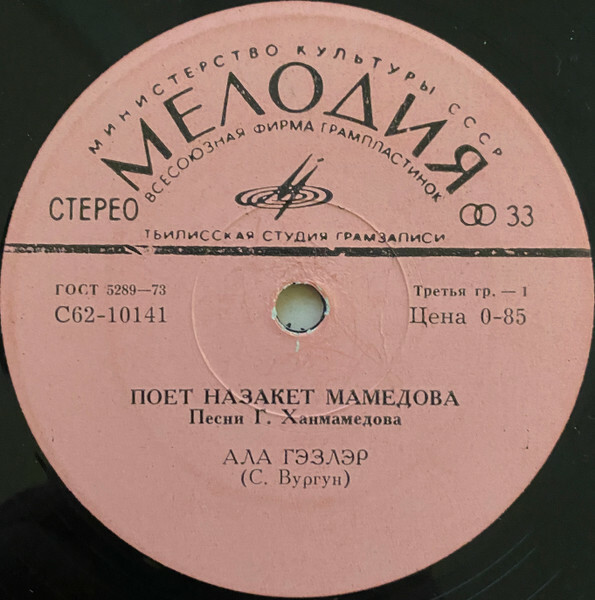 МИНИСТЕРСТВО КУЛЬТУРЫ СССР
МЕЛОДИЯ
ВСЕСОЮЗНАЯ ФИРМА ГРАМПЛАСТИНОК
СТЕРЕО
33
ТЬИЛИССКАЯ СТУДИЯ ГРАМЗАПИСИ
ГОСТ 5289—73
Третья гр. — 1
С62-10141
Цена 0-85
ПОЕТ НАЗАКЕТ МАМЕДОВА
Песни Г. Ханмамедова
АЛА ГЭЗЛЭР
(С. Вургун)